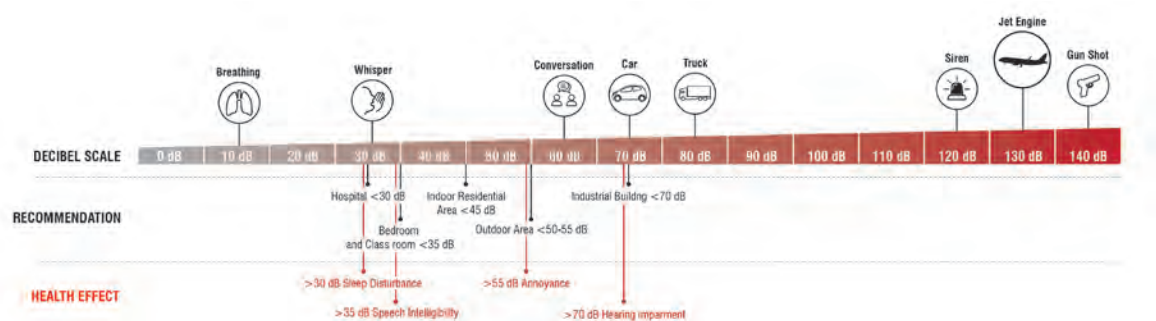 Jet Engine
Breathing
Whisper
Conversation
Car
Truck
Siren
Gun Shot
DECIBEL SCALE
0 dB
10 dB
20 dB
30 dB
40 dB
50 dB
60 dB
70 dB
80 dB
90 dB
100 dB
110 dB
120 dB
130 dB
140 dB
RECOMMENDATION
Hospital <30 dB
Indoor Residential
Area <45 dB
Industrial Buildng <70 dB
Bedroom
and Class room <35 dB
Outdoor Area <50-55 dB
HEALTH EFFECT
>30 dB Sleep Disturbance
>55 dB Annoyance
>35 dB Speech Intelligibility
>70 dB Hearing imparment